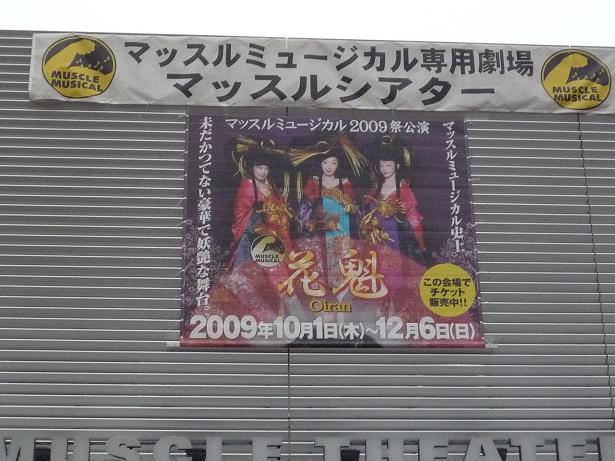 MUSCLE MUSICAL
マッスルミュージカル専用劇場
マッスルシアター
MUSCLE MUSICAL
マッスルミュージカル2009祭公演
マッスルミュージカル史上
未だかつてない豪華で妖艶な舞台。
MUSCLE MUSICAL
花魁
Oiran
この会場で
チケット
販売中!!
2009年10月1日(木)~12月6日(日)
MUSCLE THEATER